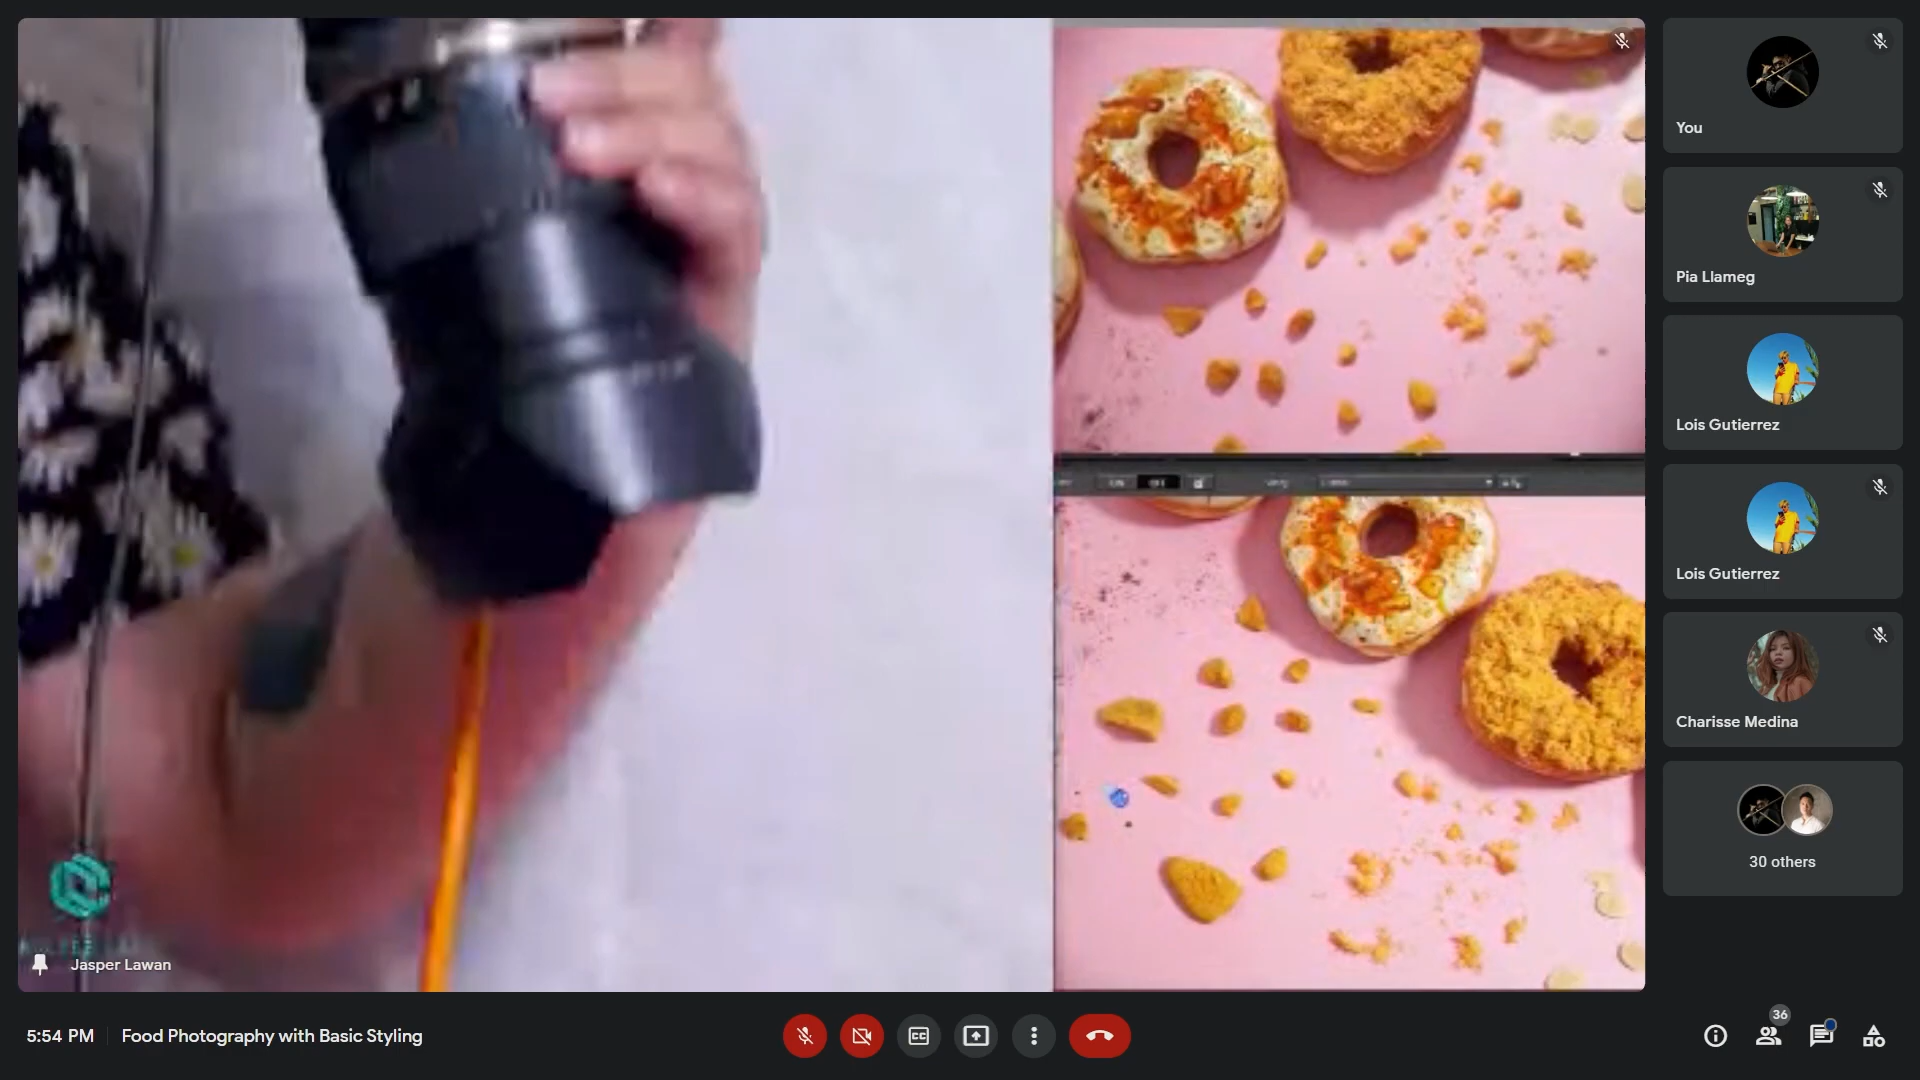 You
Pia Llameg
Lois Gutierrez
Lois Gutierrez
Charisse Medina
30 others
Jasper Lawan
5:54 PM
Food Photography with Basic Styling
36